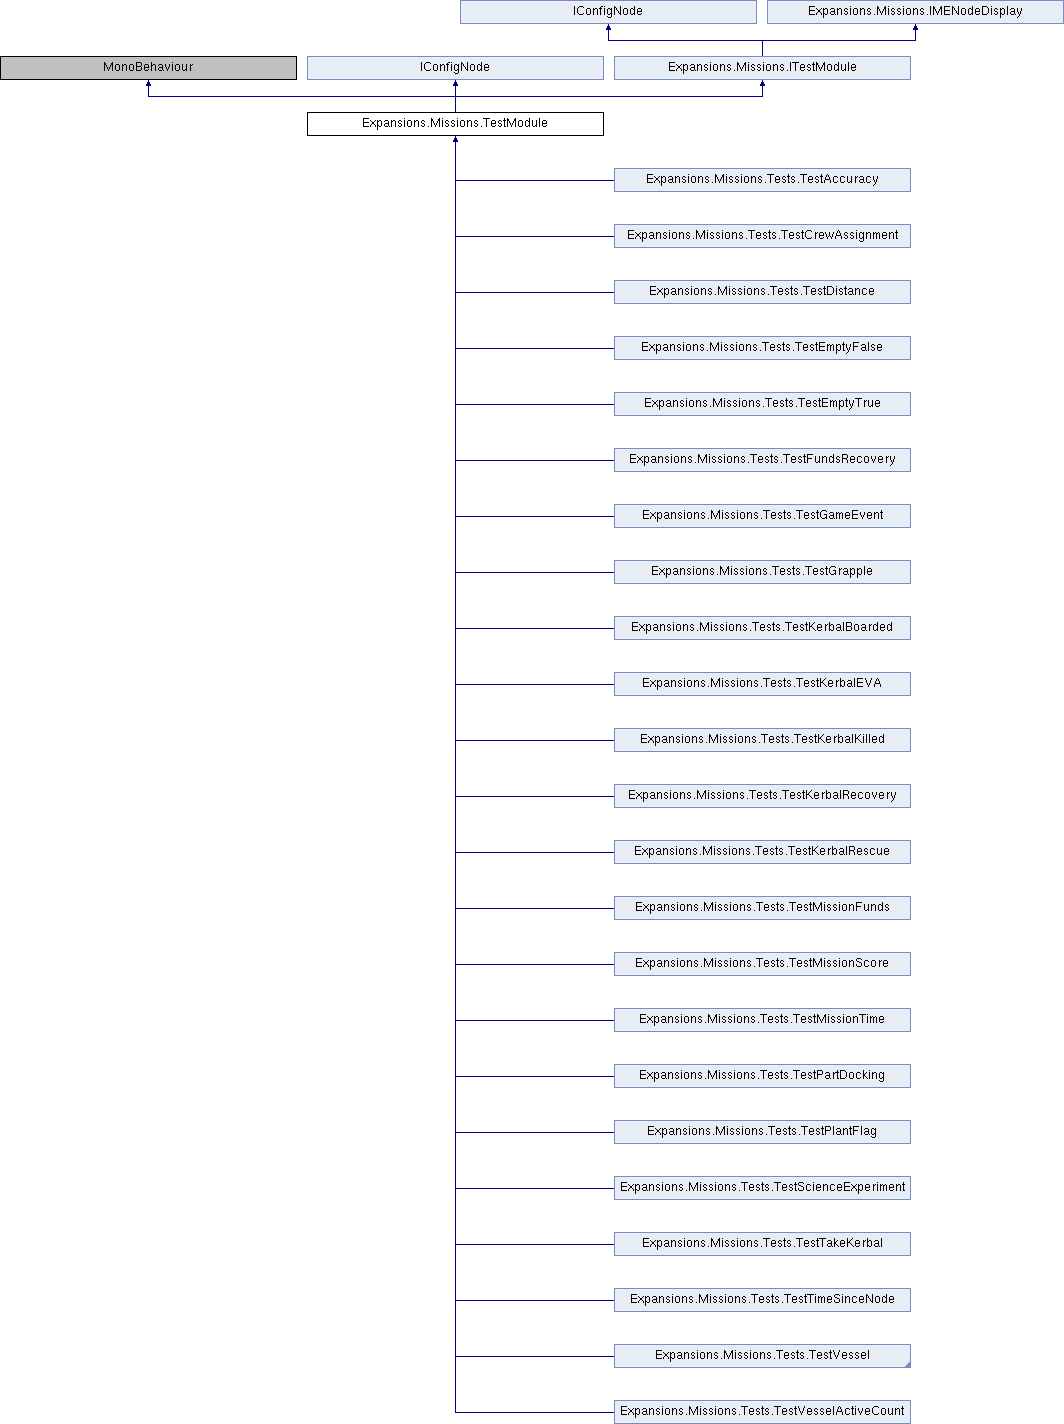 IConfigNode
Expansions.Missions.IMENodeDisplay
MonoBehaviour
IConfigNode
Expansions.Missions.ITestModule
Expansions.Missions.TestModule
Expansions.Missions.Tests.TestAccuracy
Expansions.Missions.Tests.TestCrewAssignment
Expansions.Missions.Tests.TestDistance
Expansions.Missions.Tests.TestEmptyFalse
Expansions.Missions.Tests.TestEmptyTrue
Expansions.Missions.Tests.TestFundsRecovery
Expansions.Missions.Tests.TestGameEvent
Expansions.Missions.Tests.TestGrapple
Expansions.Missions.Tests.TestKerbalBoarded
Expansions.Missions.Tests.TestKerbalEVA
Expansions.Missions.Tests.TestKerbalKilled
Expansions.Missions.Tests.TestKerbalRecovery
Expansions.Missions.Tests.TestKerbalRescue
Expansions.Missions.Tests.TestMissionFunds
Expansions.Missions.Tests.TestMissionScore
Expansions.Missions.Tests.TestMissionTime
Expansions.Missions.Tests.TestPartDocking
Expansions.Missions.Tests.TestPlantFlag
Expansions.Missions.Tests.TestScienceExperiment
Expansions.Missions.Tests.TestTakeKerbal
Expansions.Missions.Tests.TestTimeSinceNode
Expansions.Missions.Tests.TestVessel
Expansions.Missions.Tests.TestVesselActiveCount